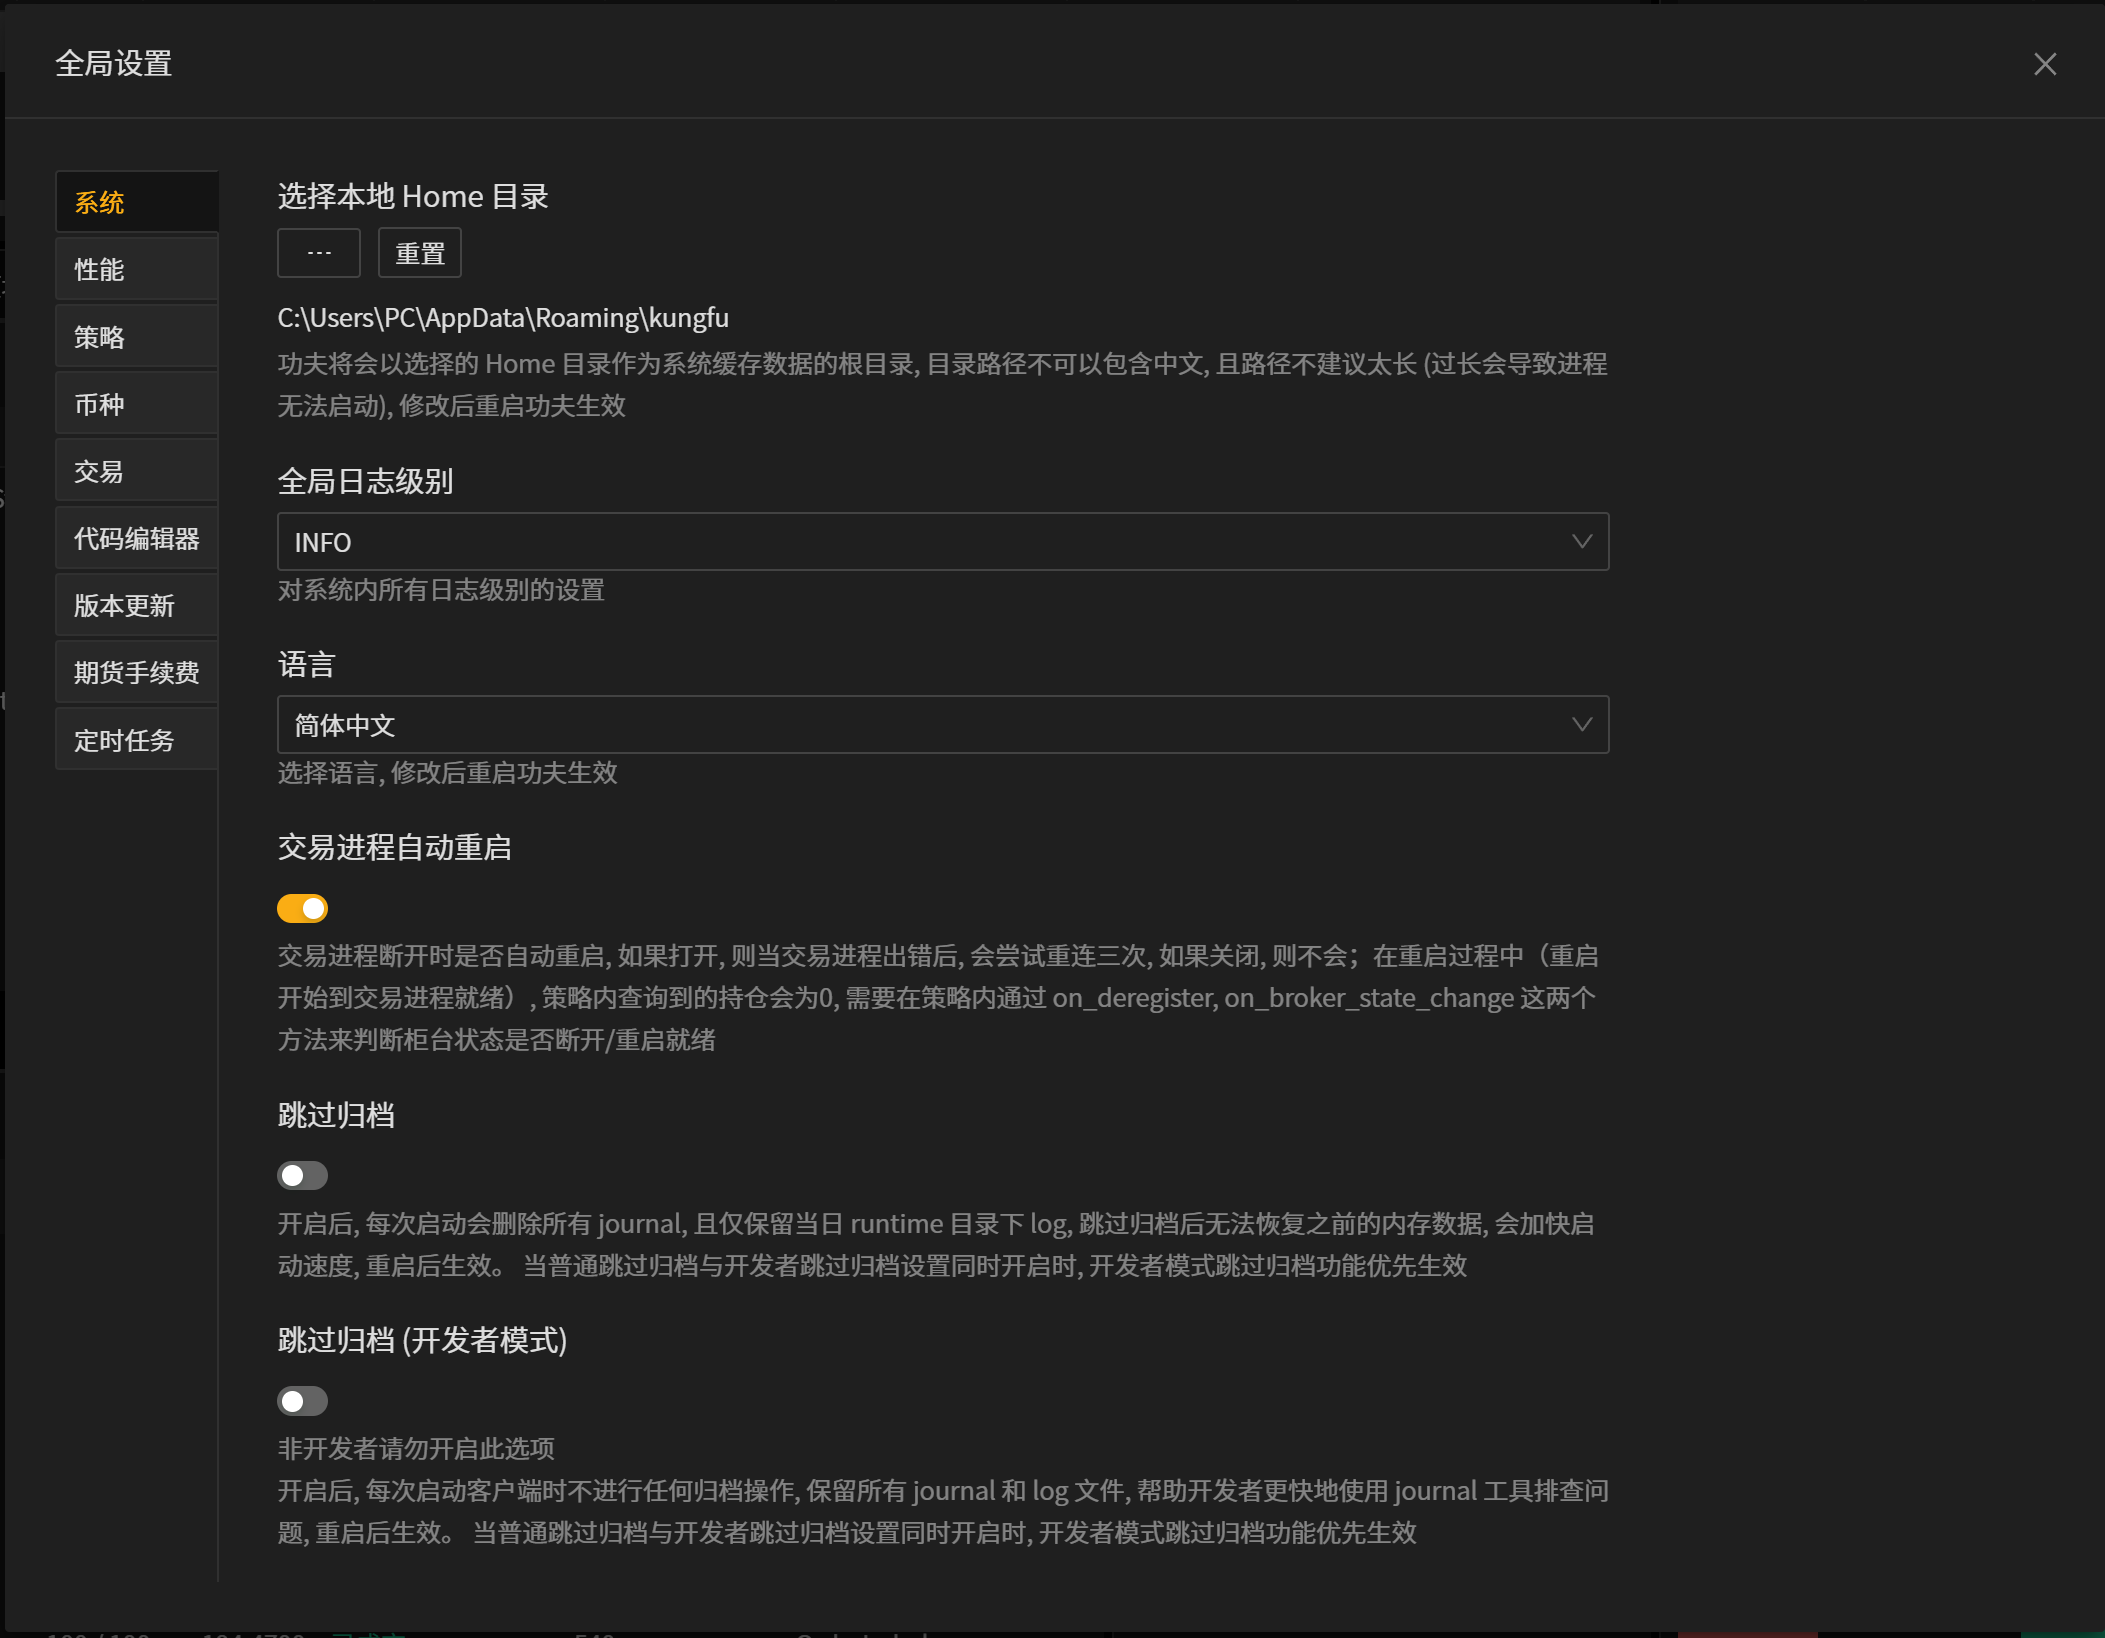 全局设置
系统
性能
策略
币种
交易
代码编辑器
版本更新
期货手续费
定时任务
选择本地 Home 目录
---
重置
C:\Users\PC\AppData\Roaming\kungfu
功夫将会以选择的 Home 目录作为系统缓存数据的根目录, 目录路径不可以包含中文, 且路径不建议太长 (过长会导致进程
无法启动), 修改后重启功夫生效
全局日志级别
INFO
对系统内所有日志级别的设置
语言
简体中文
选择语言, 修改后重启功夫生效
交易进程自动重启
交易进程断开时是否自动重启, 如果打开, 则当交易进程出错后, 会尝试重连三次, 如果关闭, 则不会；在重启过程中（重启
开始到交易进程就绪）, 策略内查询到的持仓会为0, 需要在策略内通过 on_deregister, on_broker_state_change 这两个
方法来判断柜台状态是否断开/重启就绪
跳过归档
开启后, 每次启动会删除所有 journal, 且仅保留当日 runtime 目录下 log, 跳过归档后无法恢复之前的内存数据, 会加快启
动速度, 重启后生效。 当普通跳过归档与开发者跳过归档设置同时开启时, 开发者模式跳过归档功能优先生效
跳过归档 (开发者模式)
非开发者请勿开启此选项
开启后, 每次启动客户端时不进行任何归档操作, 保留所有 journal 和 log 文件, 帮助开发者更快地使用 journal 工具排查问
题, 重启后生效。 当普通跳过归档与开发者跳过归档设置同时开启时, 开发者模式跳过归档功能优先生效